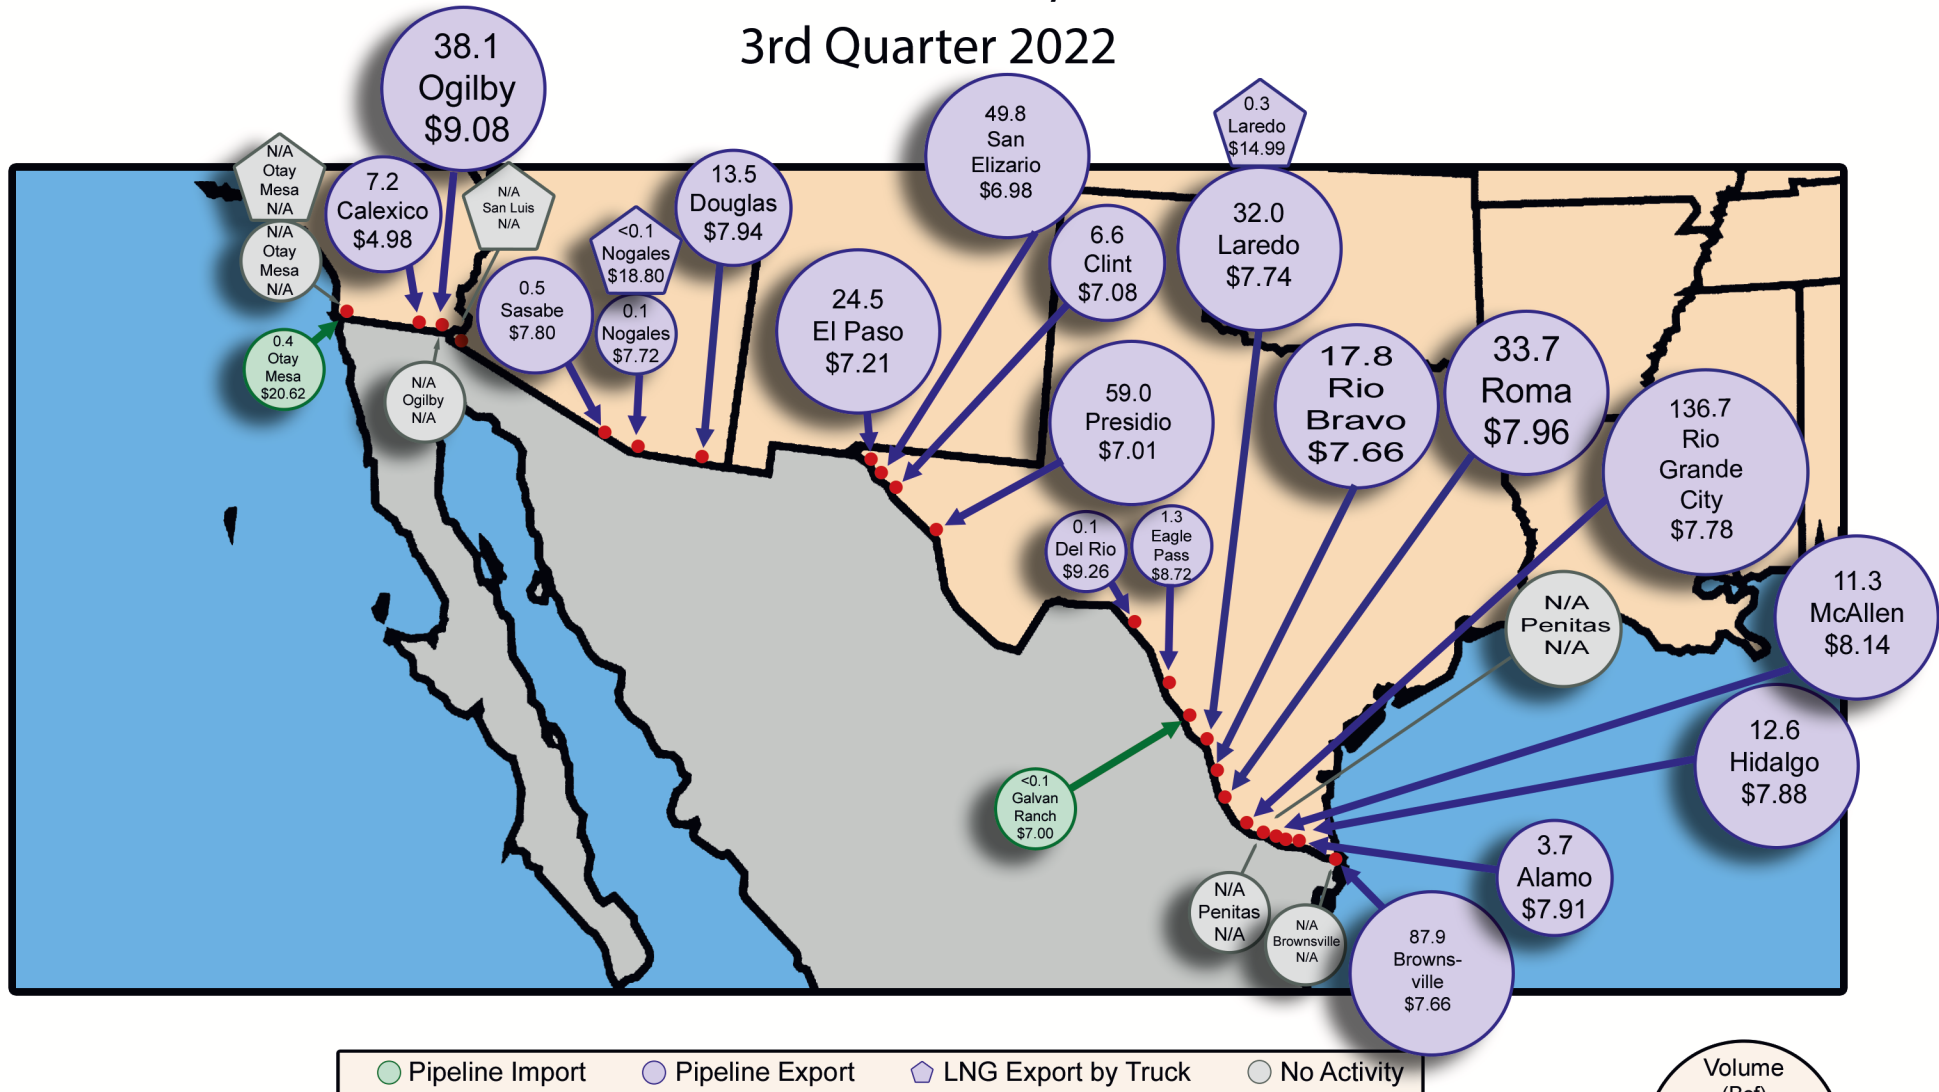 3rd Quarter 2022
38.1
Ogilby
$9.08
N/A
Otay
Mesa
N/A
N/A
Otay
Mesa
N/A
0.4
Otay
Mesa
$20.62
7.2
Calexico
$4.98
N/A
San Luis
N/A
N/A
Ogilby
N/A
0.5
Sasabe
$7.80
<0.1
Nogales
$18.80
0.1
Nogales
$7.72
13.5
Douglas
$7.94
24.5
El Paso
$7.21
49.8
San
Elizario
$6.98
6.6
Clint
$7.08
59.0
Presidio
$7.01
0.1
Del Rio
$9.26
1.3
Eagle
Pass
$8.72
<0.1
Galvan
Ranch
$7.00
0.3
Laredo
$14.99
32.0
Laredo
$7.74
17.8
Rio
Bravo
$7.66
33.7
Roma
$7.96
136.7
Rio
Grande
City
$7.78
N/A
Penitas
N/A
11.3
McAllen
$8.14
12.6
Hidalgo
$7.88
3.7
Alamo
$7.91
N/A
Penitas
N/A
N/A
Brownsville
N/A
87.9
Browns-
ville
$7.66
Pipeline Import
Pipeline Export
LNG Export by Truck
No Activity
Volume